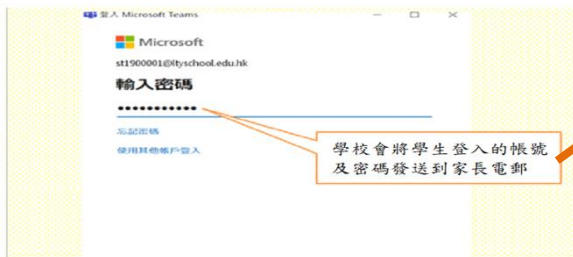 登入 Microsoft Teams
Microsoft
st1900001@ltyschool.edu.hk
輸入密碼
忘記密碼
使用其他帳戶登入
學校會將學生登入的帳號
及密碼發送到家長電郵